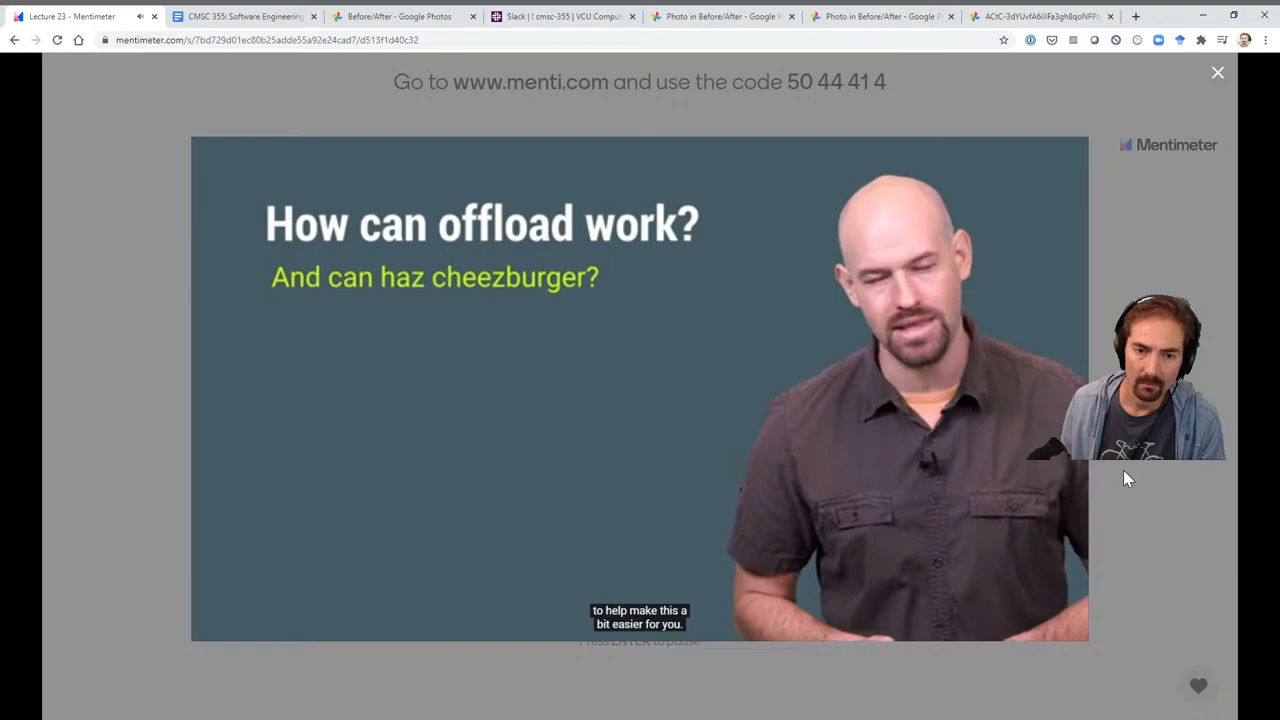 Lecture 23 - Mentimeter
CMSC 355: Software Engineering
Before/After - Google Photos
Slack | ! cmsc-355 | VCU Compute
Photo in Before/After - Google P
Photo in Before/After - Google P
mentimeter.com/s/7bd729d01ec80b25adde55a92e24cad7/d513f1d40c32
Go to www.menti.com and use the code 50 44 41 4
Mentimeter
How can offload work?
And can haz cheezburger?
to help make this a
bit easier for you.
Press ENTER to pause